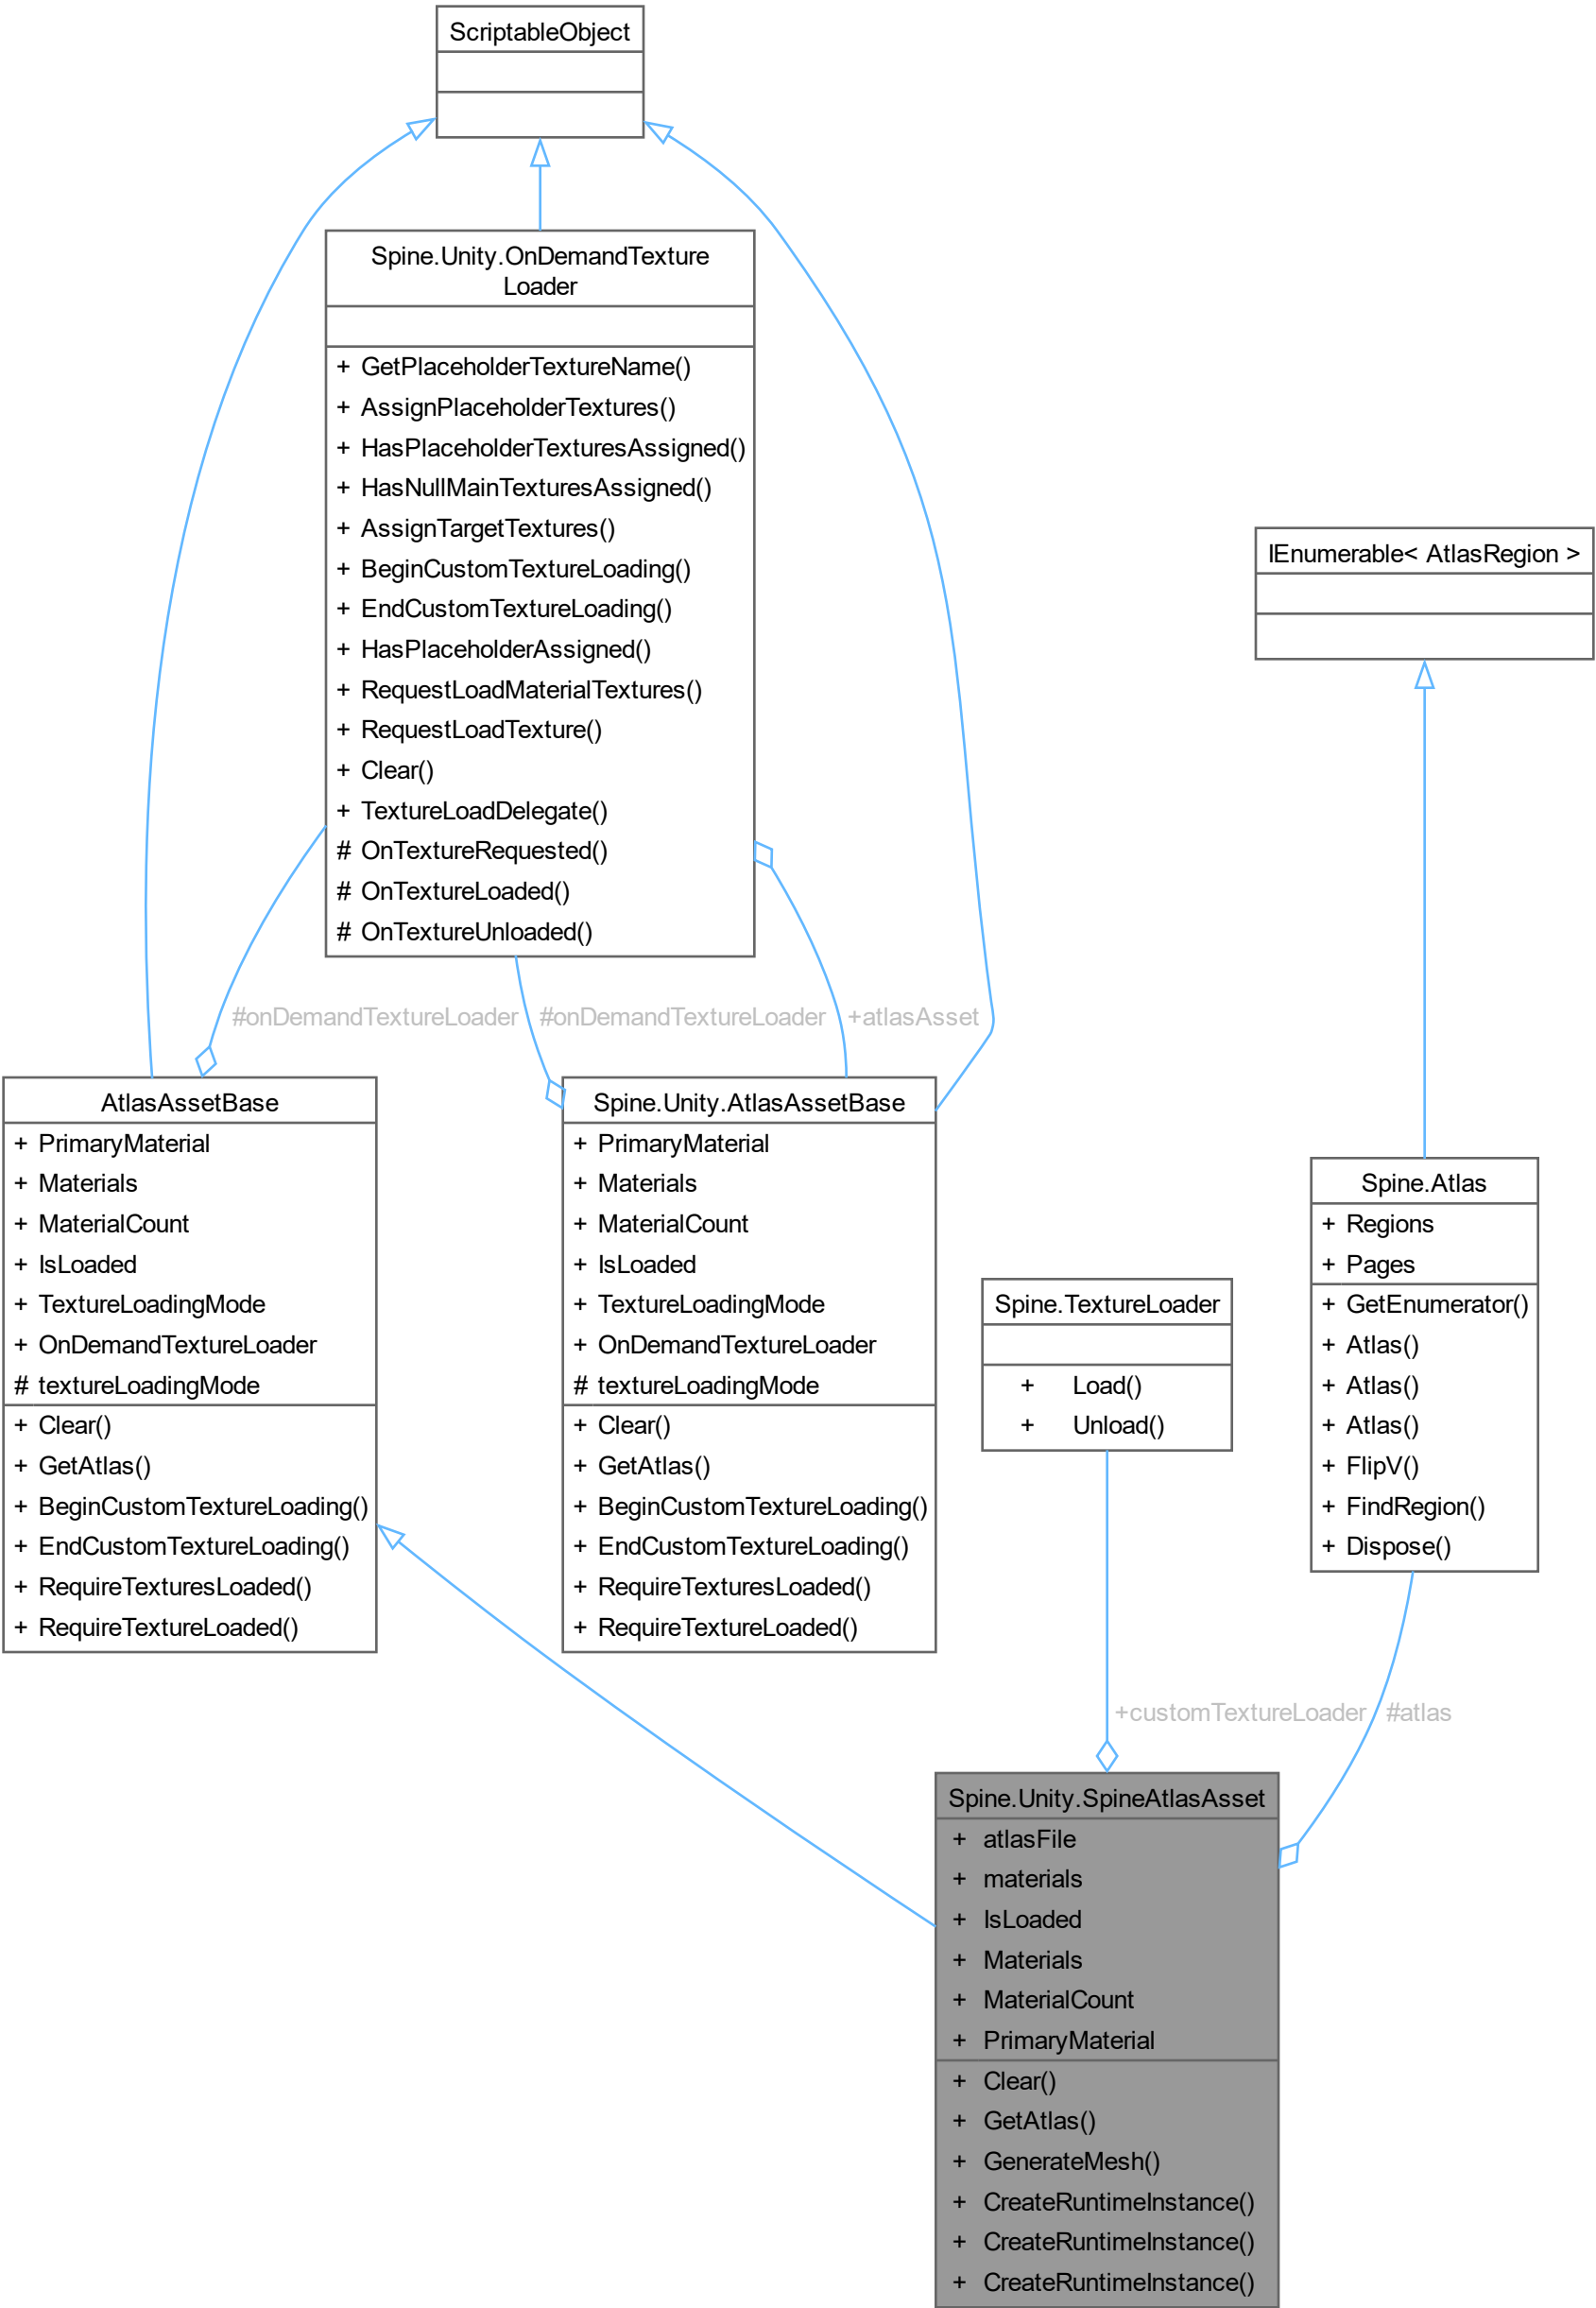 ScriptableObject
Spine.Unity.OnDemandTexture
Loader
+ GetPlaceholderTextureName()
+ AssignPlaceholderTextures()
+ HasPlaceholderTexturesAssigned()
+ HasNullMainTexturesAssigned()
+ AssignTargetTextures()
+ BeginCustomTextureLoading()
+ EndCustomTextureLoading()
+ HasPlaceholderAssigned()
+ RequestLoadMaterialTextures()
+ RequestLoadTexture()
+ Clear()
+ TextureLoadDelegate()
# OnTextureRequested()
# OnTextureLoaded()
# OnTextureUnloaded()
IEnumerable< AtlasRegion >
#onDemandTextureLoader
#onDemandTextureLoader
+atlasAsset
AtlasAssetBase
+ PrimaryMaterial
+ Materials
+ MaterialCount
+ IsLoaded
+ TextureLoadingMode
+ OnDemandTextureLoader
# textureLoadingMode
+ Clear()
+ GetAtlas()
+ BeginCustomTextureLoading()
+ EndCustomTextureLoading()
+ RequireTexturesLoaded()
+ RequireTextureLoaded()
Spine.Unity.AtlasAssetBase
+ PrimaryMaterial
+ Materials
+ MaterialCount
+ IsLoaded
+ TextureLoadingMode
+ OnDemandTextureLoader
# textureLoadingMode
+ Clear()
+ GetAtlas()
+ BeginCustomTextureLoading()
+ EndCustomTextureLoading()
+ RequireTexturesLoaded()
+ RequireTextureLoaded()
Spine.TextureLoader
+ Load()
+ Unload()
Spine.Atlas
+ Regions
+ Pages
+ GetEnumerator()
+ Atlas()
+ Atlas()
+ Atlas()
+ FlipV()
+ FindRegion()
+ Dispose()
+customTextureLoader
#atlas
Spine.Unity.SpineAtlasAsset
+ atlasFile
+ materials
+ IsLoaded
+ Materials
+ MaterialCount
+ PrimaryMaterial
+ Clear()
+ GetAtlas()
+ GenerateMesh()
+ CreateRuntimeInstance()
+ CreateRuntimeInstance()
+ CreateRuntimeInstance()